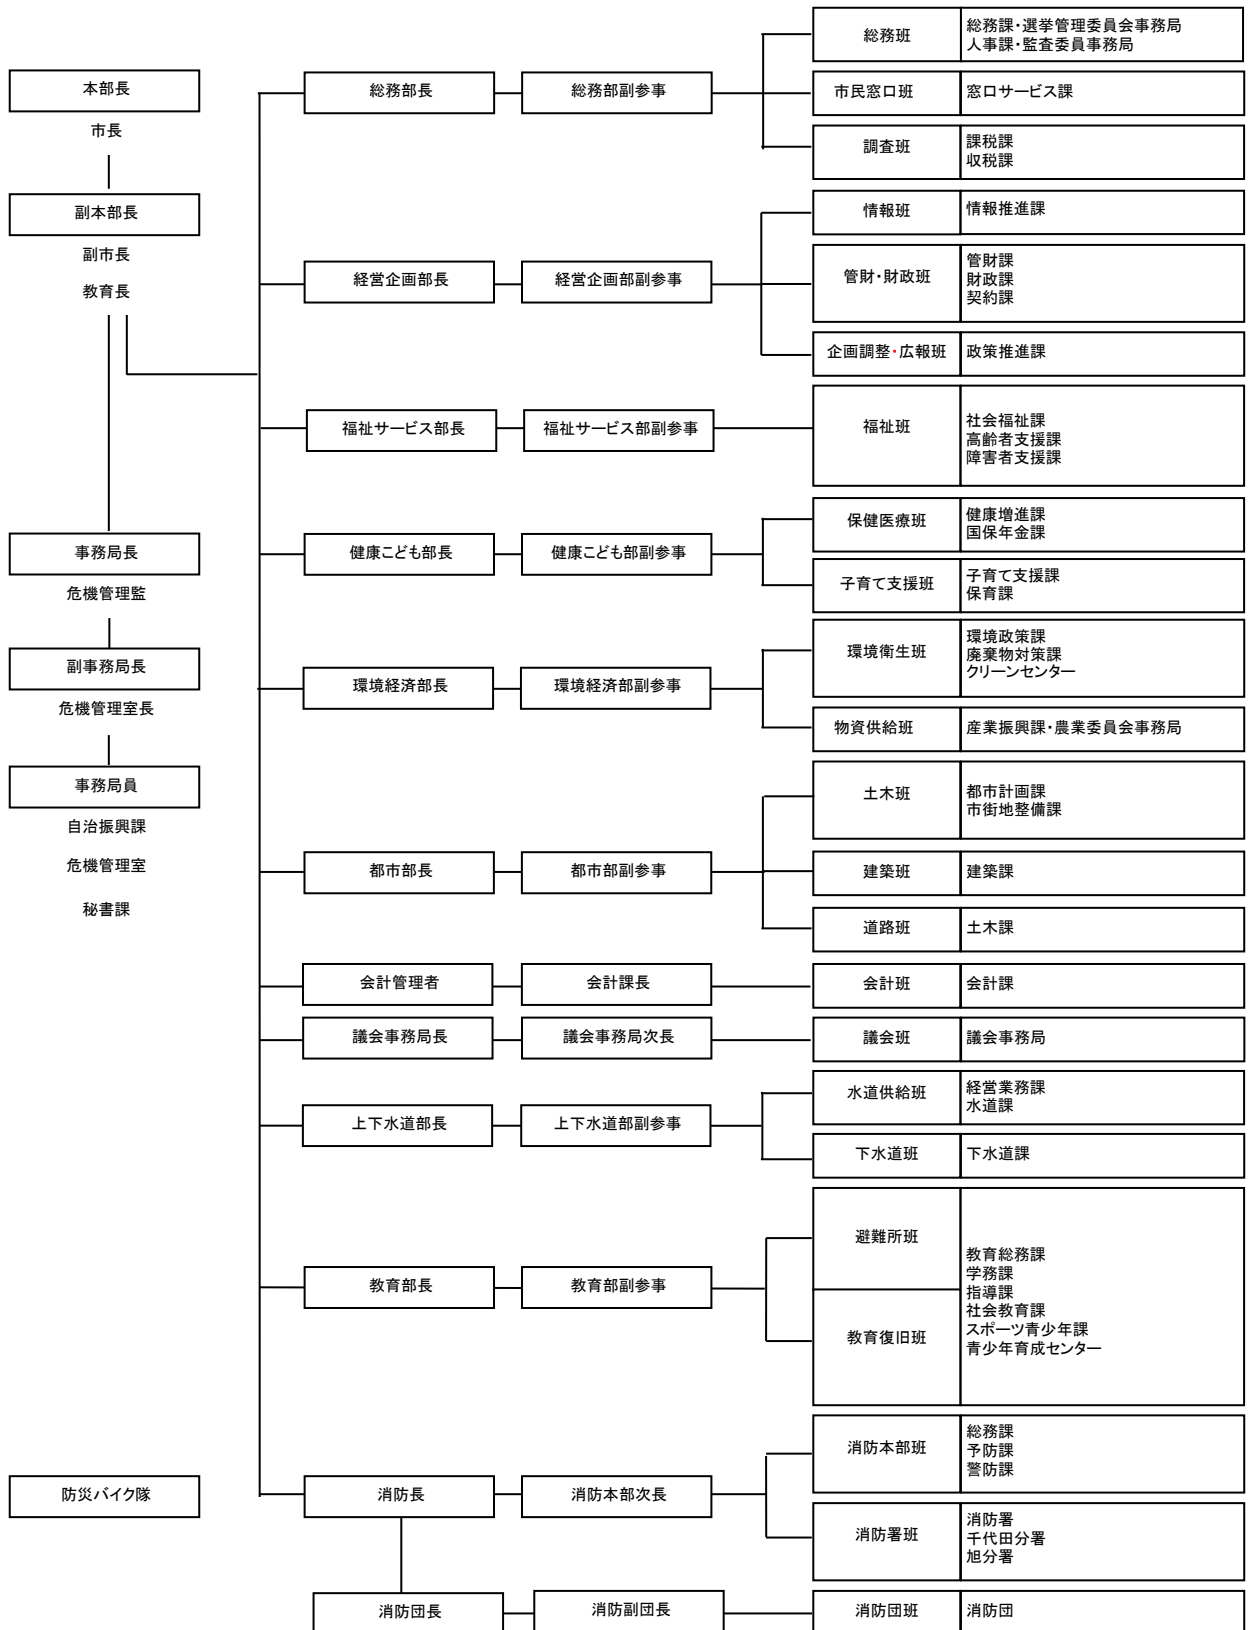 本部長
市長
副本部長
副市長
教育長
事務局長
危機管理監
副事務局長
危機管理室長
事務局員
自治振興課
危機管理室
秘書課
防災バイク隊
総務部長
総務部副参事
総務班
総務課・選挙管理委員会事務局
人事課・監査委員事務局
市民窓口班
窓口サービス課
調査班
課税課
収税課
経営企画部長
経営企画部副参事
情報班
情報推進課
管財・財政班
管財課
財政課
契約課
企画調整・広報班
政策推進課
福祉サービス部長
福祉サービス部副参事
福祉班
社会福祉課
高齢者支援課
障害者支援課
健康こども部長
健康こども部副参事
保健医療班
健康増進課
国保年金課
子育て支援班
子育て支援課
保育課
環境経済部長
環境経済部副参事
環境衛生班
環境政策課
廃棄物対策課
クリーンセンター
物資供給班
産業振興課・農業委員会事務局
都市部長
都市部副参事
土木班
都市計画課
市街地整備課
建築班
建築課
道路班
土木課
会計管理者
会計課長
会計班
会計課
議会事務局長
議会事務局次長
議会班
議会事務局
上下水道部長
上下水道部副参事
水道供給班
経営業務課
水道課
下水道班
下水道課
教育部長
教育部副参事
避難所班
教育復旧班
教育総務課
学務課
指導課
社会教育課
スポーツ青少年課
青少年育成センター
消防長
消防本部次長
消防本部班
総務課
予防課
警防課
消防署班
消防署
千代田分署
旭分署
消防団長
消防副団長
消防団班
消防団